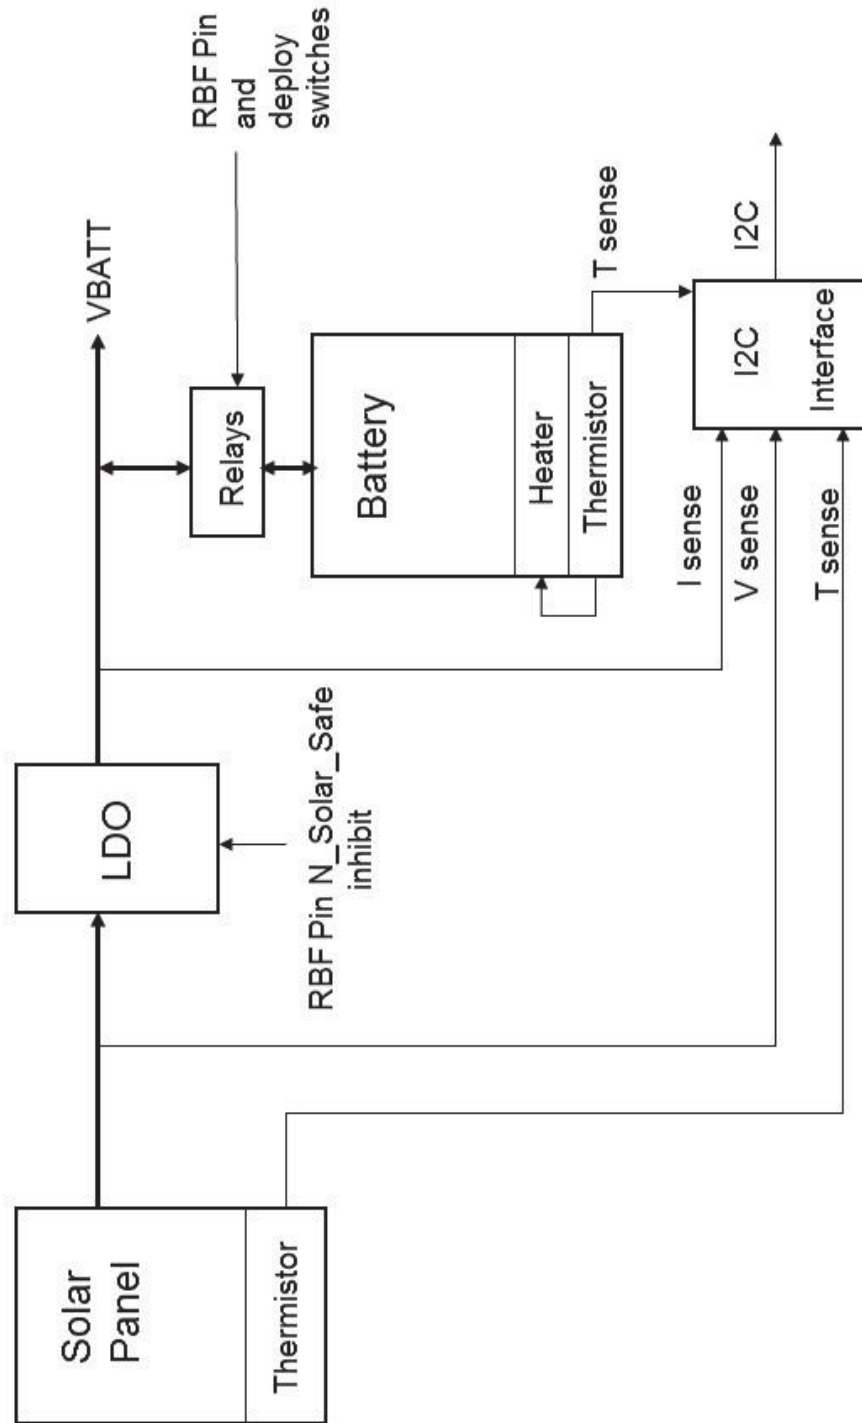 Solar
Panel
Thermistor
LDO
RBF Pin N_Solar_Safe
inhibit
VBATT
Relays
RBF Pin
and
deploy
switches
Battery
Heater
Thermistor
T sense
I sense
V sense
T sense
I2C
Interface
I2C